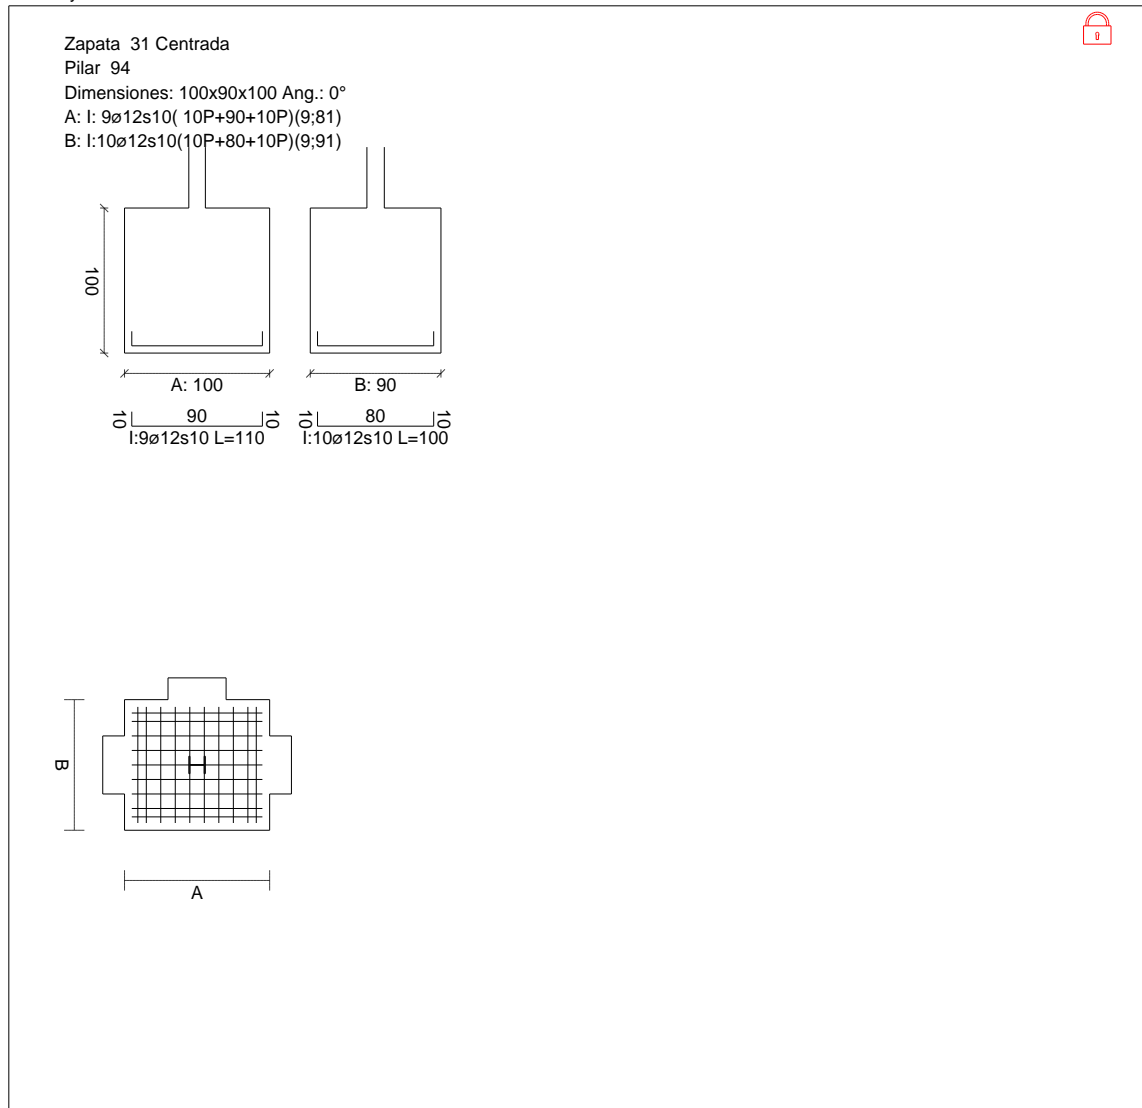 Zapata 31 Centrada
Pilar 94
Dimensiones: 100x90x100 Ang.: 0°
A: I: 9ø12s10( 10P+90+10P)(9;81)
B: I:10ø12s10(10P+80+10P)(9;91)
100
A: 100
B: 90
10 90 10
10 80 10
I:9ø12s10 L=110
I:10ø12s10 L=100
B
A